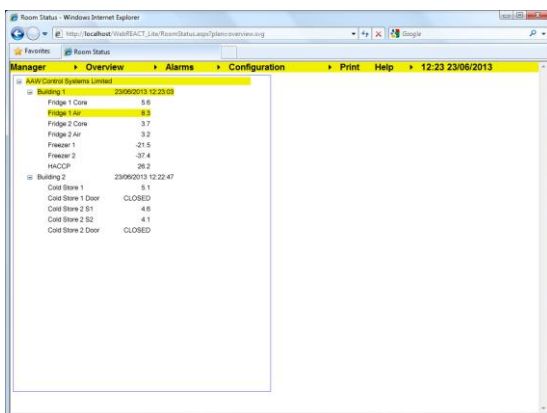 Room Status - Windows Internet Explorer
http://localhost/WebREACT_Lite/RoomStatus.aspx?plan=overview.svg
Google
Favorites Room Status
Manager Overview Alarms Configuration Print Help 12:23 23/06/2013
AAW Control Systems Limited
Building 1 23/06/2013 12:23:03
Fridge 1 Core 5.6
Fridge 1 Air 8.3
Fridge 2 Core 3.7
Fridge 2 Air 3.2
Freezer 1 -21.5
Freezer 2 -37.4
HACCP 26.2
Building 2 23/06/2013 12:22:47
Cold Store 1 5.1
Cold Store 1 Door CLOSED
Cold Store 2 S1 4.6
Cold Store 2 S2 4.1
Cold Store 2 Door CLOSED